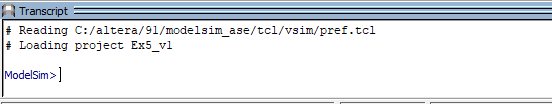 Transcript
# Reading C:/altera/91/modelsim_ase/tcl/vsim/pref.tcl
# Loading project Ex5_v1
ModelSim>